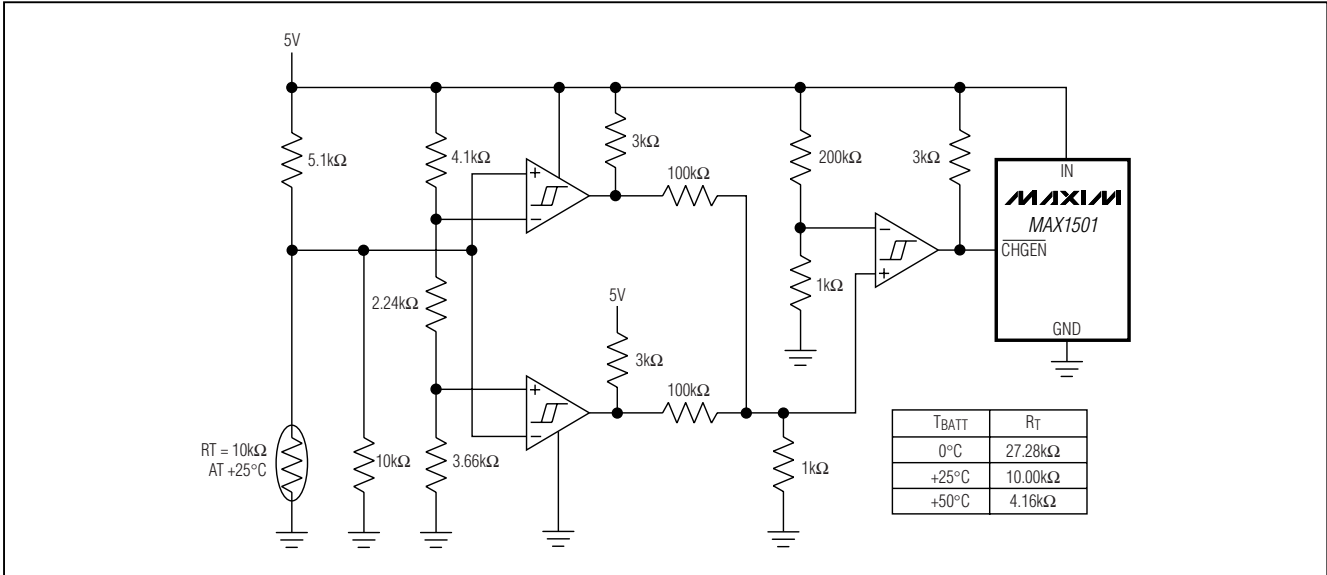 5V
5.1kΩ
4.1kΩ
3kΩ
100kΩ
200kΩ
3kΩ
IN
MAXIM
MAX1501
CHGEN
GND
+
−
−
+
2.24kΩ
1kΩ
5V
3kΩ
100kΩ
+
−
RT = 10kΩ
AT +25°C
10kΩ
3.66kΩ
1kΩ
TBATT RT
0°C 27.28kΩ
+25°C 10.00kΩ
+50°C 4.16kΩ